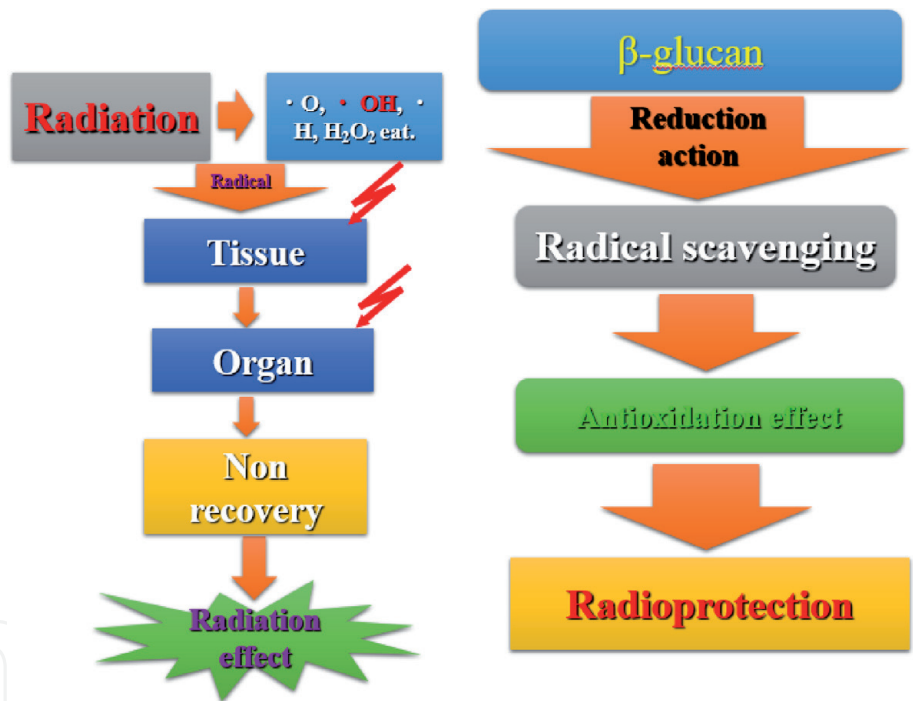 Radiation
· O, · OH, ·
H, H₂O₂ eat.
Radical
Tissue
Organ
Non
recovery
Radiation
effect
β-glucan
Reduction
action
Radical scavenging
Antioxidation effect
Radioprotection